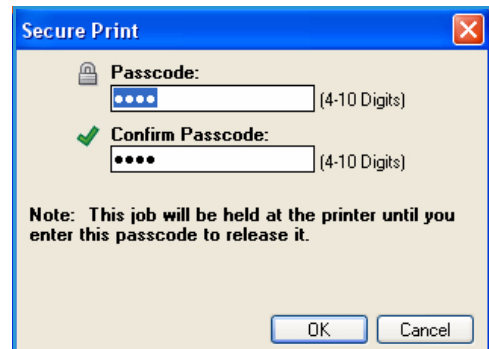 Secure Print
Passcode:
•••• (4-10 Digits)
Confirm Passcode:
•••• (4-10 Digits)
Note: This job will be held at the printer until you
enter this passcode to release it.
OK Cancel